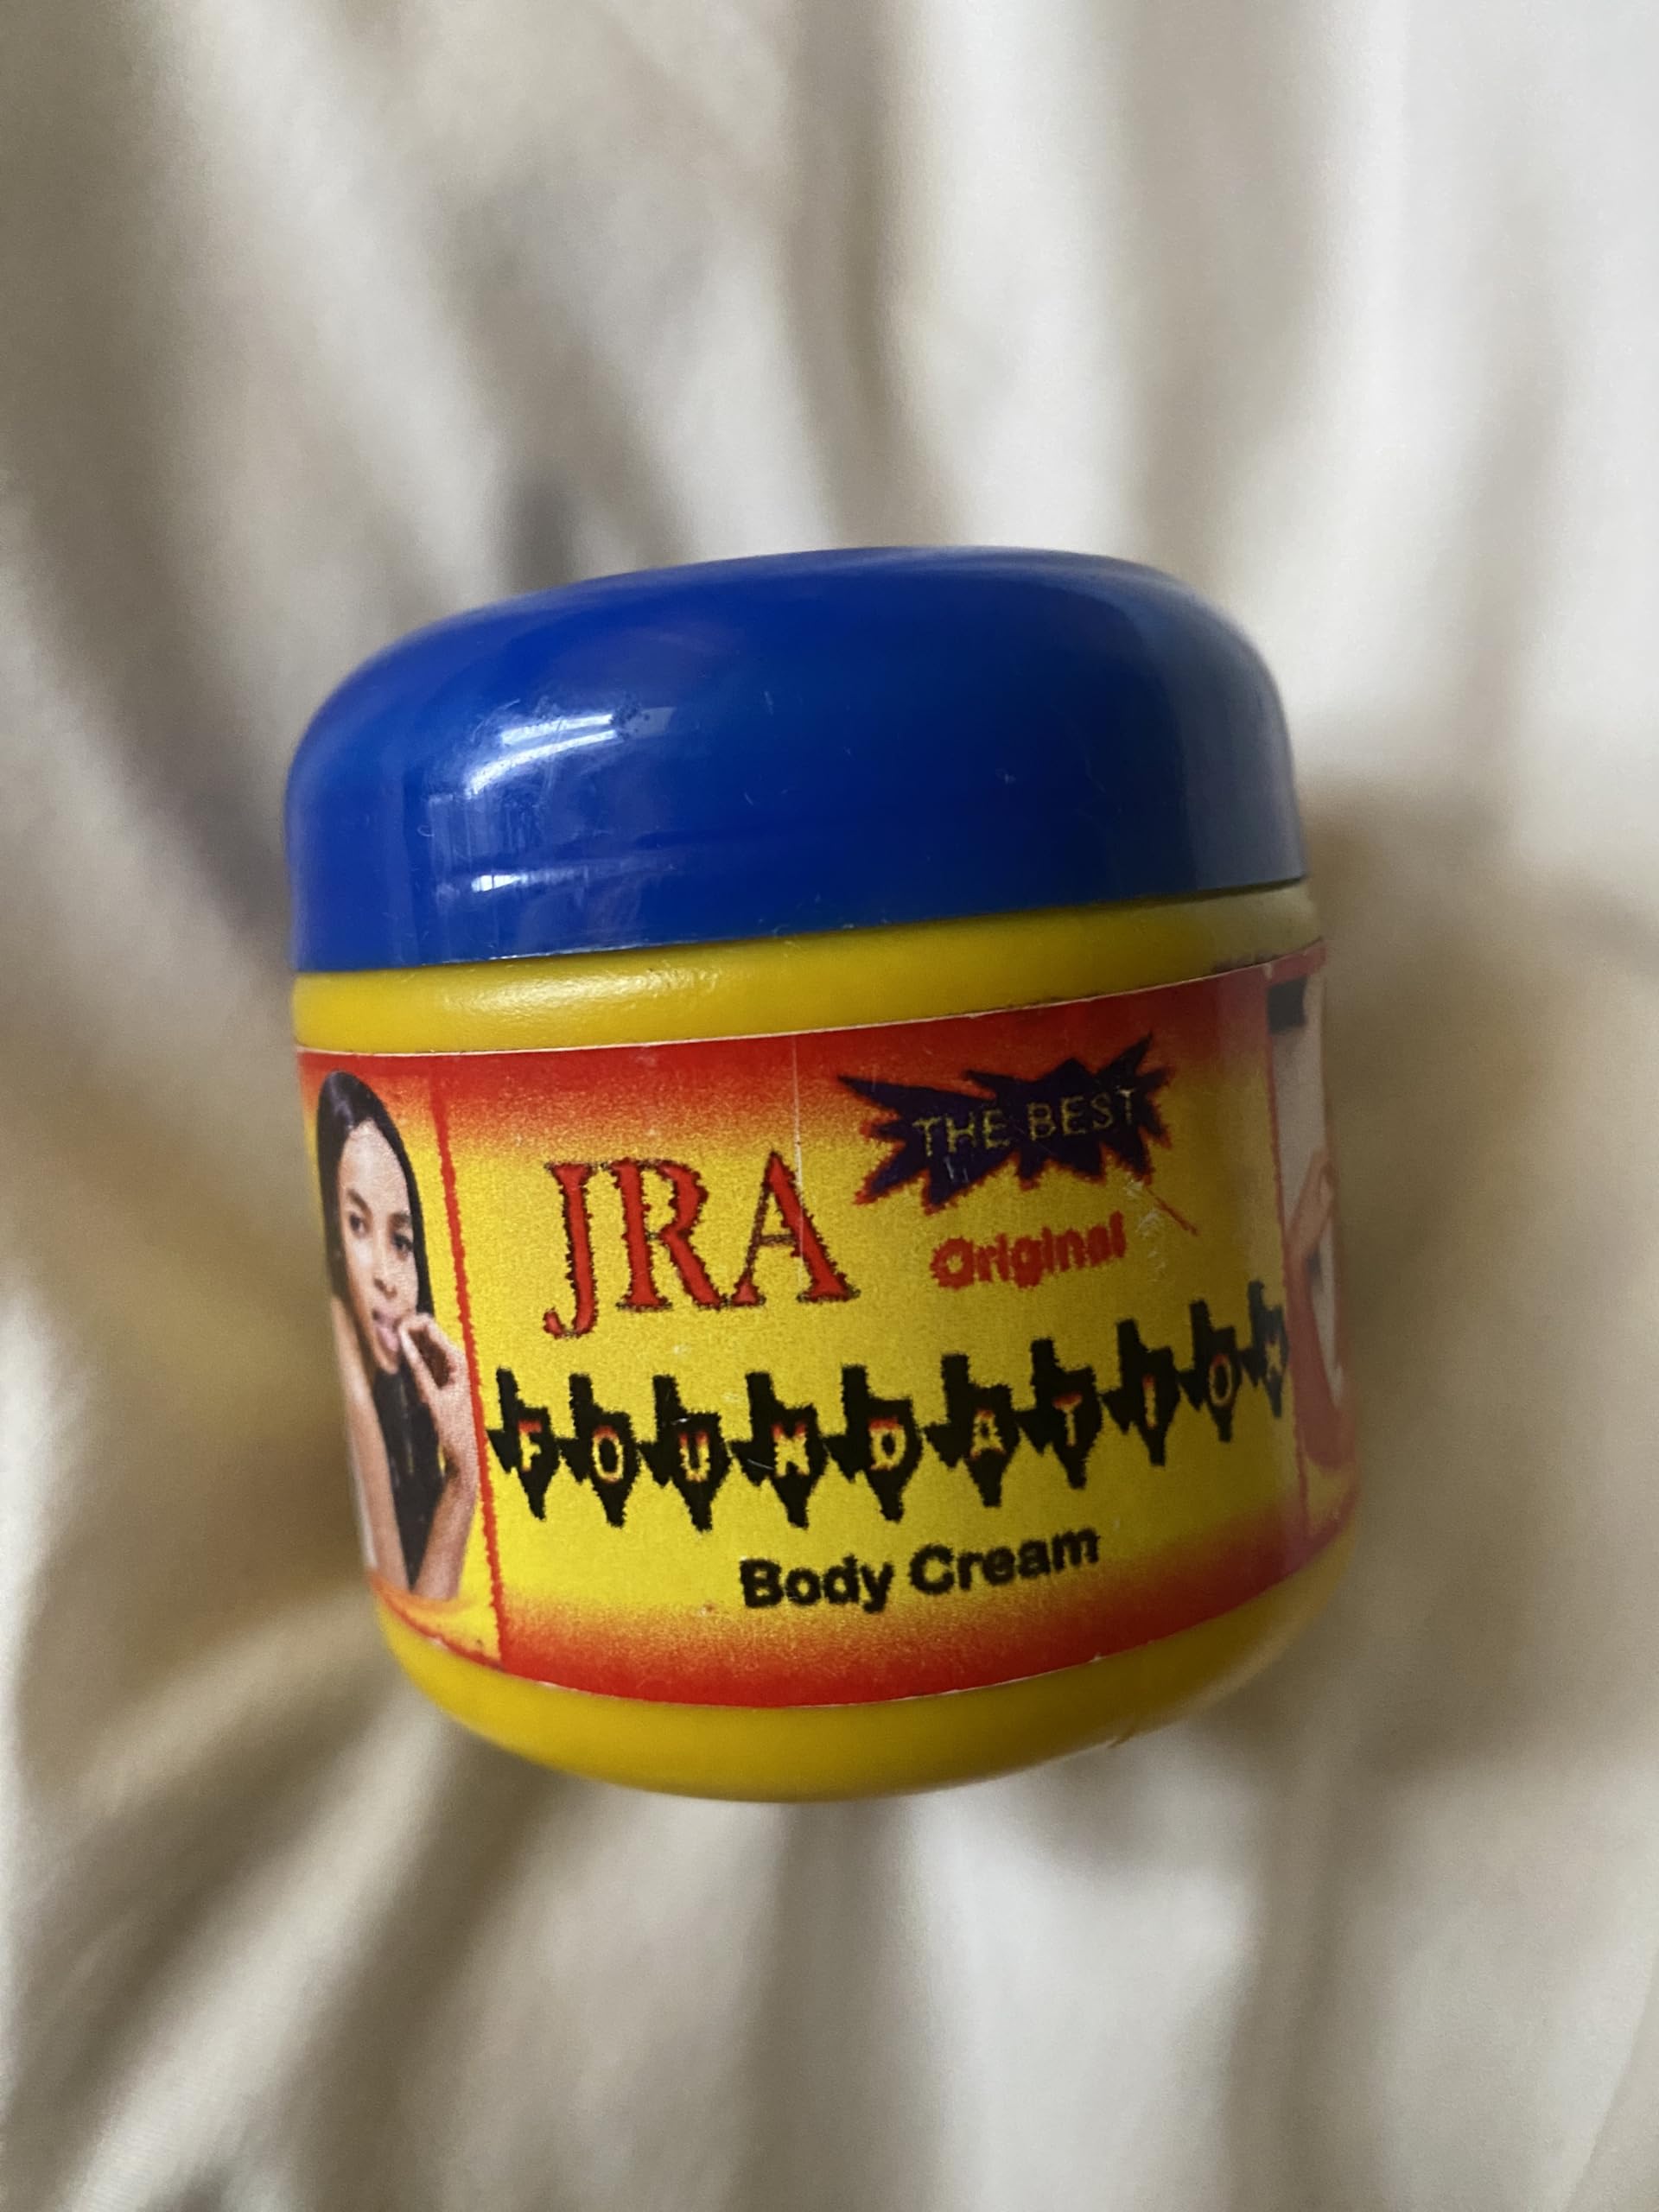 THE BEST
JRA
Original
FOUNDATION
Body Cream